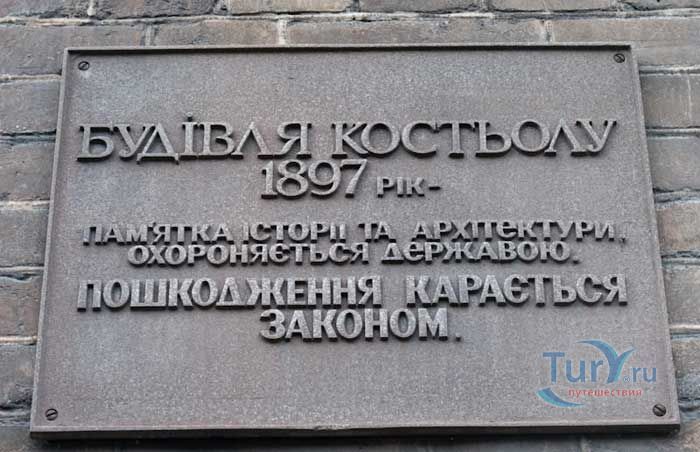 БУДІВЛЯ КОСТЬОЛУ
1897 РІК-
ПАМ'ЯТКА ІСТОРІЇ ТА АРХІТЕКТУРИ,
ОХОРОНЯЄТЬСЯ ДЕРЖАВОЮ.
ПОШКОДЖЕННЯ КАРАЄТЬСЯ
ЗАКОНОМ.
TurY.ru
путешествия